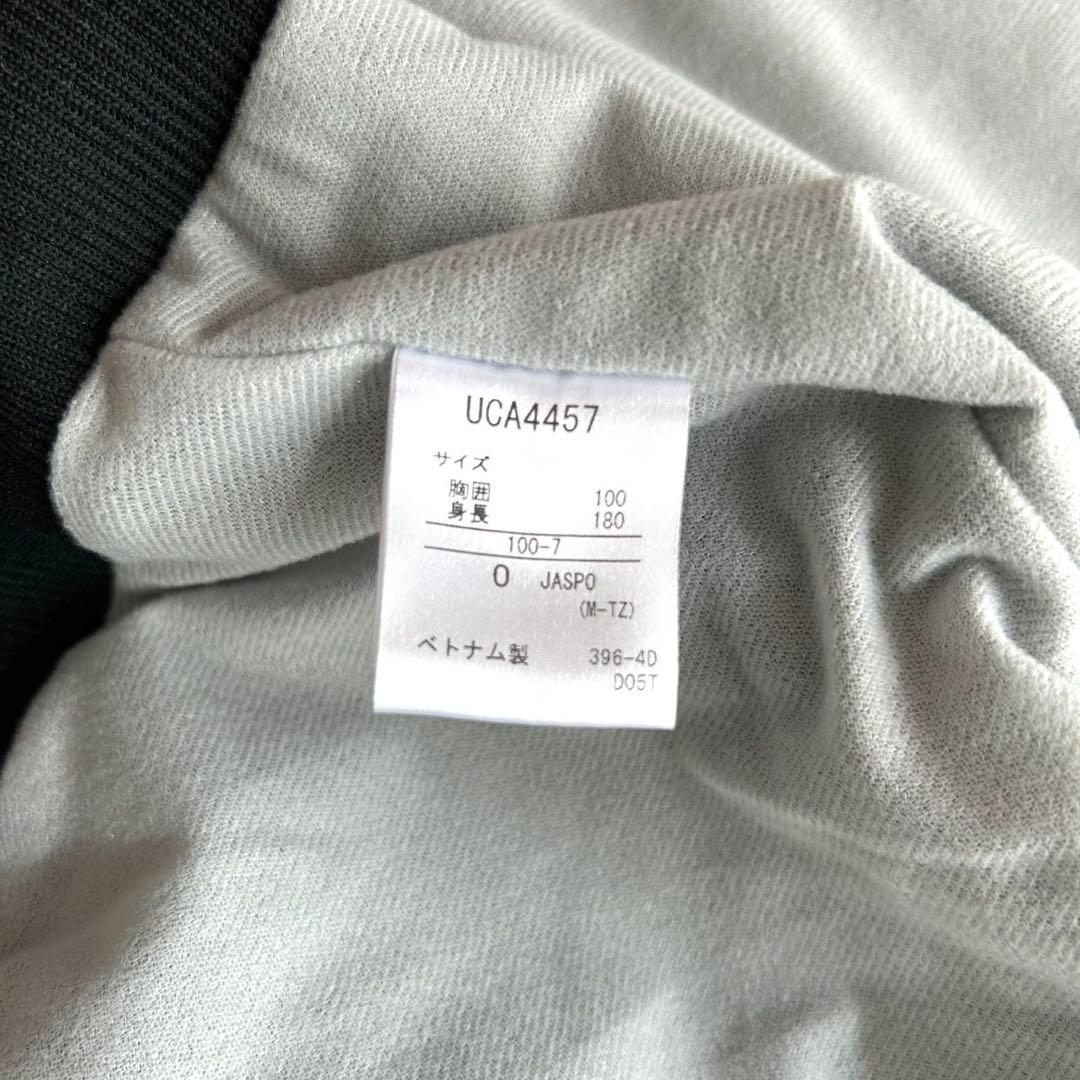 UCA4457
サイズ
胸囲 100
身長 180
100-7
O JASPO
(M-TZ)
ベトナム製 396-4D
D05T